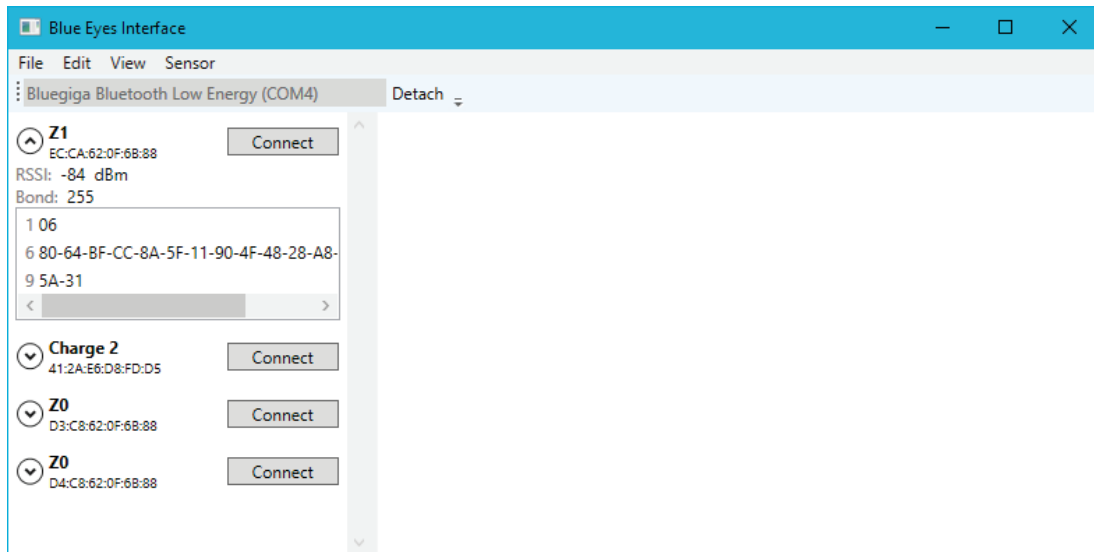 Blue Eyes Interface
File Edit View Sensor
Bluegiga Bluetooth Low Energy (COM4) Detach
Z1 Connect
EC:CA:62:0F:6B:88
RSSI: -84 dBm
Bond: 255
1 06
6 80-64-BF-CC-8A-5F-11-90-4F-48-28-A8-
9 5A-31
Charge 2 Connect
41:2A:E6:D8:FD:D5
Z0 Connect
D3:C8:62:0F:6B:88
Z0 Connect
D4:C8:62:0F:6B:88